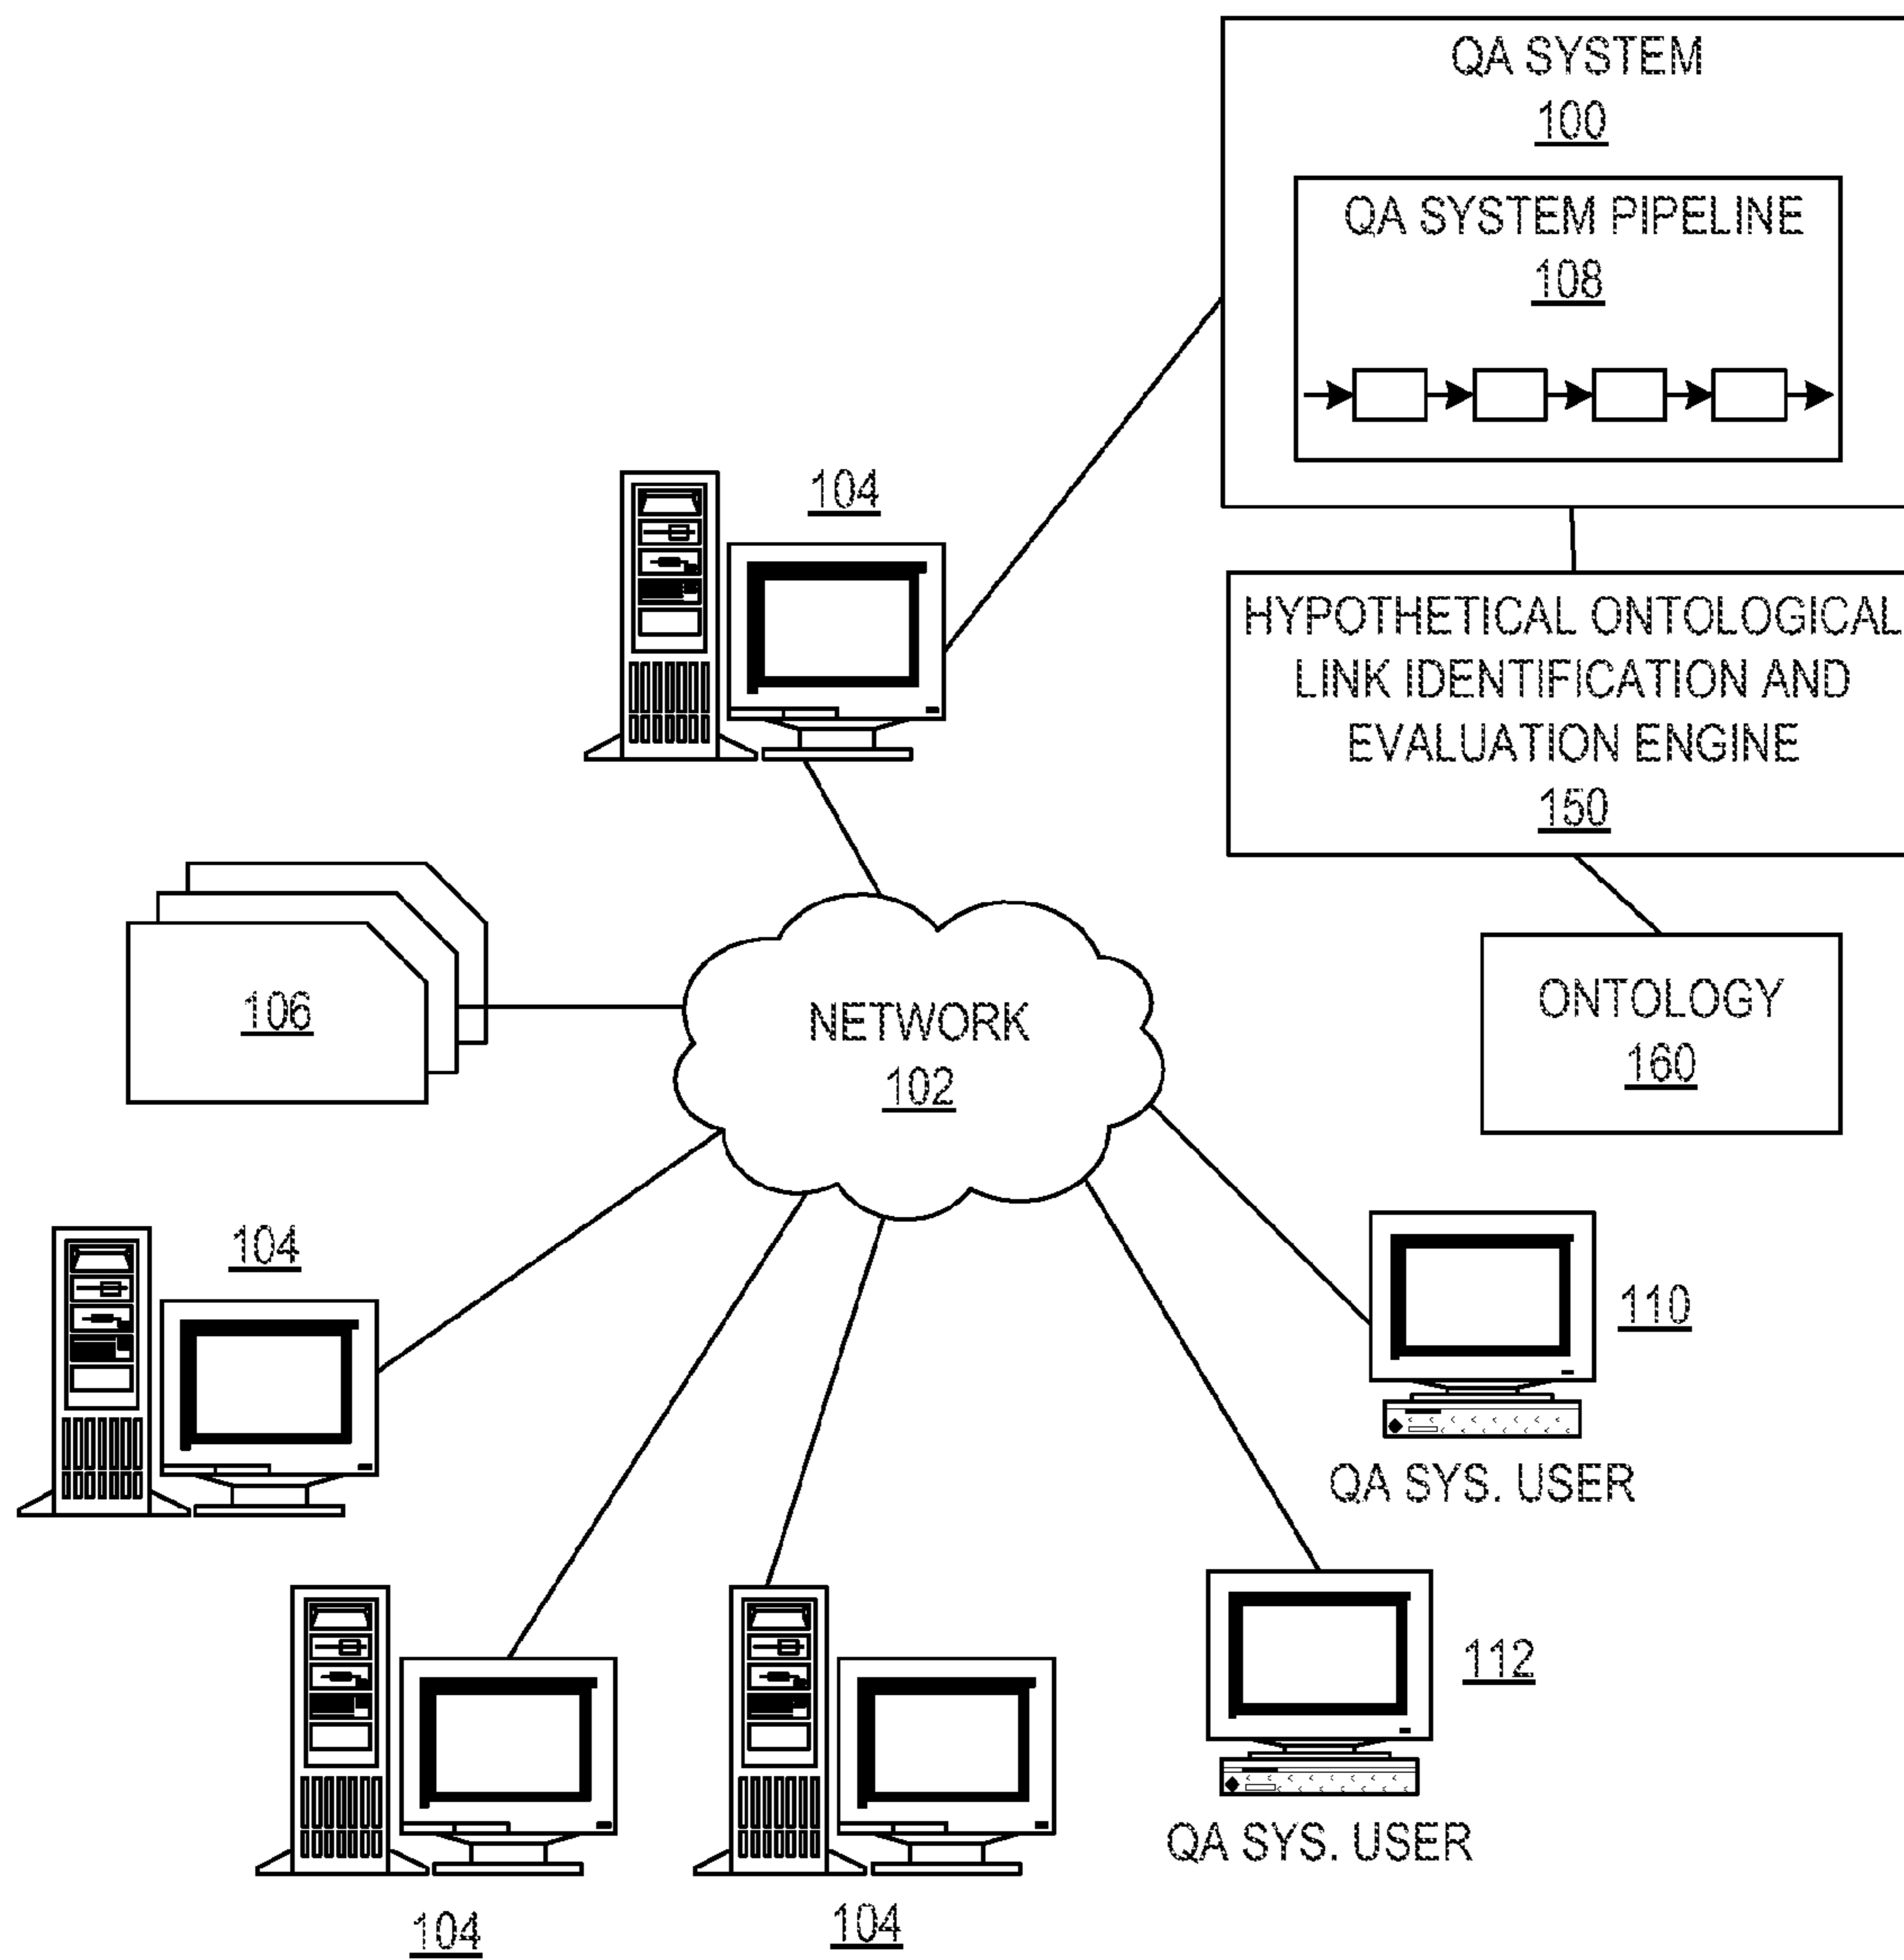 QA SYSTEM
100
QA SYSTEM PIPELINE
108
104
HYPOTHETICAL ONTOLOGICAL
LINK IDENTIFICATION AND
EVALUATION ENGINE
150
106
NETWORK
102
ONTOLOGY
160
104
110
QA SYS. USER
112
QA SYS. USER
104
104